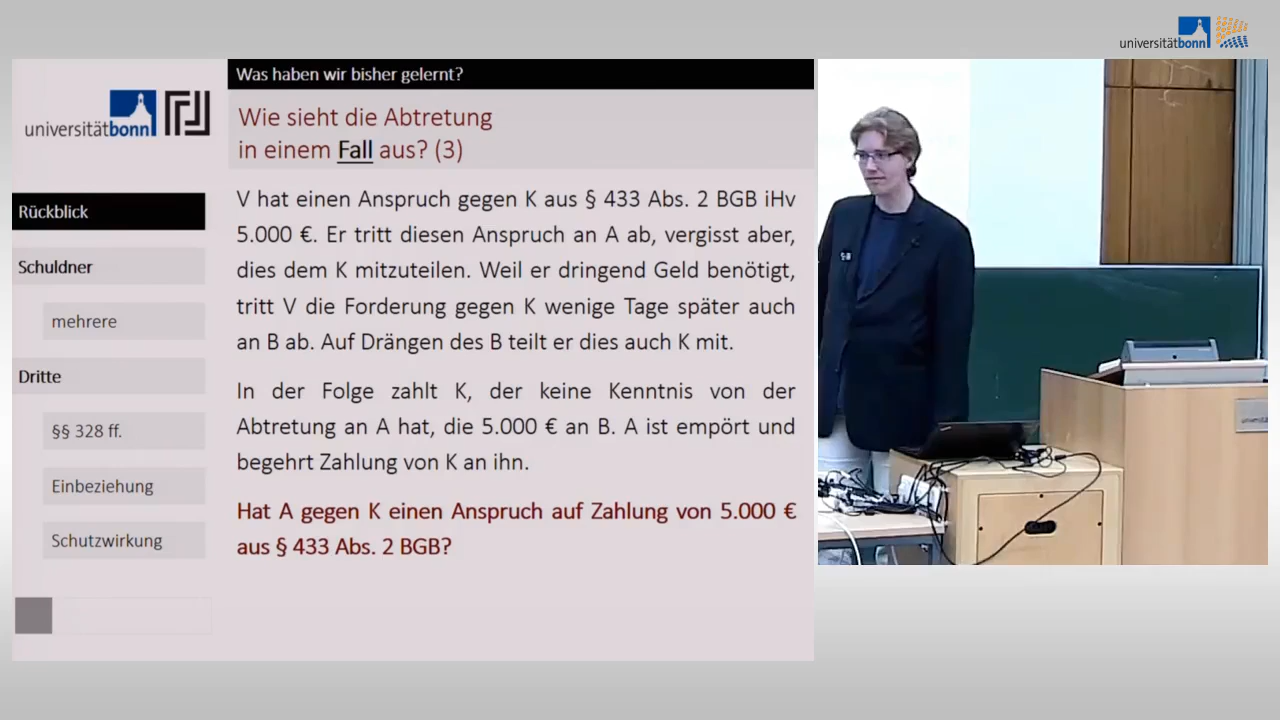 universitätbonn
Was haben wir bisher gelernt?
universitätbonn
Wie sieht die Abtretung
in einem Fall aus? (3)
Rückblick
Schuldner
mehrere
Dritte
§§ 328 ff.
Einbeziehung
Schutzwirkung
V hat einen Anspruch gegen K aus § 433 Abs. 2 BGB iHv
5.000 €. Er tritt diesen Anspruch an A ab, vergisst aber,
dies dem K mitzuteilen. Weil er dringend Geld benötigt,
tritt V die Forderung gegen K wenige Tage später auch
an B ab. Auf Drängen des B teilt er dies auch K mit.
In der Folge zahlt K, der keine Kenntnis von der
Abtretung an A hat, die 5.000 € an B. A ist empört und
begehrt Zahlung von K an ihn.
Hat A gegen K einen Anspruch auf Zahlung von 5.000 €
aus § 433 Abs. 2 BGB?